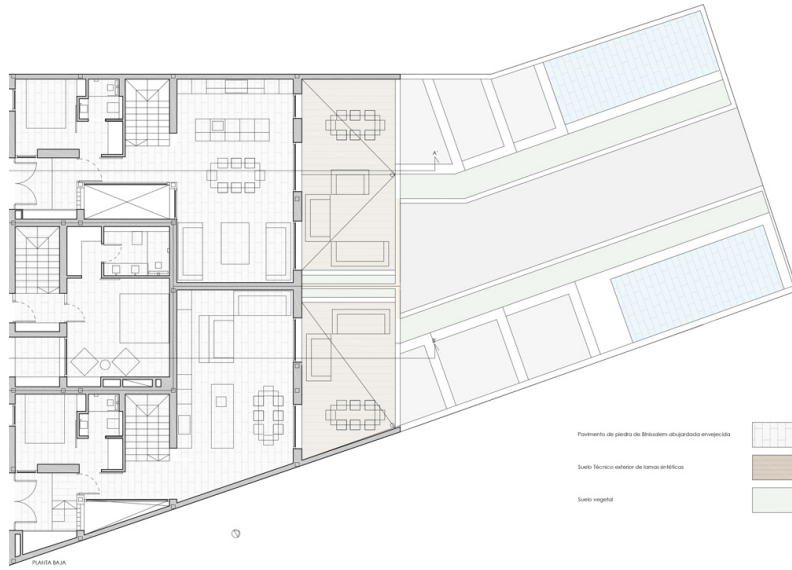 A'
B'
Pavimento de piedra de Binissalem abujardada envejecida
Suelo Técnico exterior de lamas sintéticas
Suelo vegetal
PLANTA BAJA